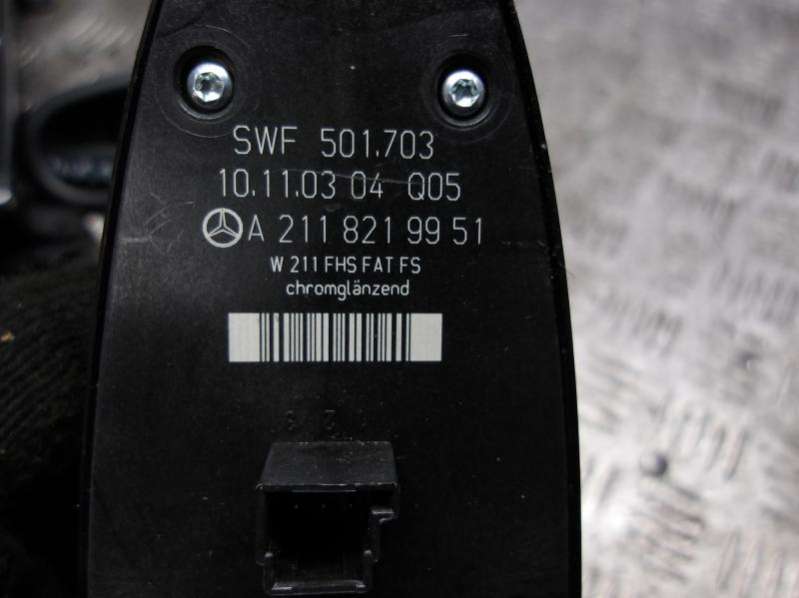 SWF 501.703
10.11.03 04 Q05
A 211 821 99 51
W 211 FHS FAT FS
chromglänzend